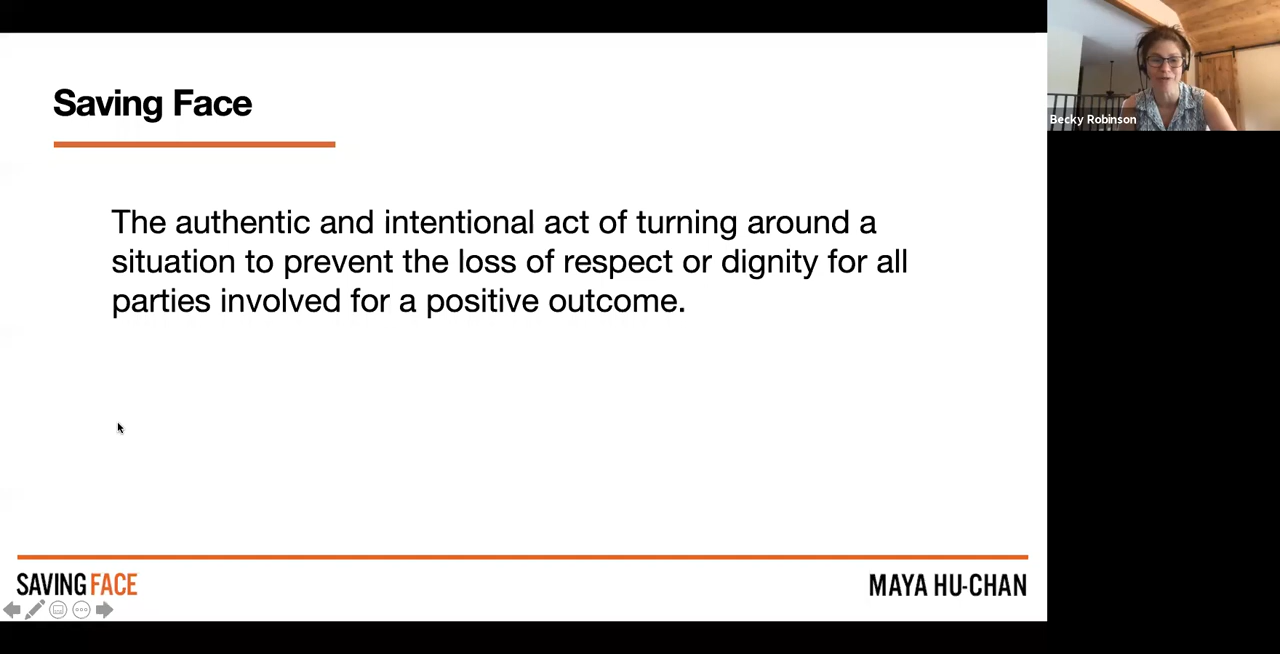 Saving Face
The authentic and intentional act of turning around a
situation to prevent the loss of respect or dignity for all
parties involved for a positive outcome.
SAVING FACE
MAYA HU-CHAN
Becky Robinson